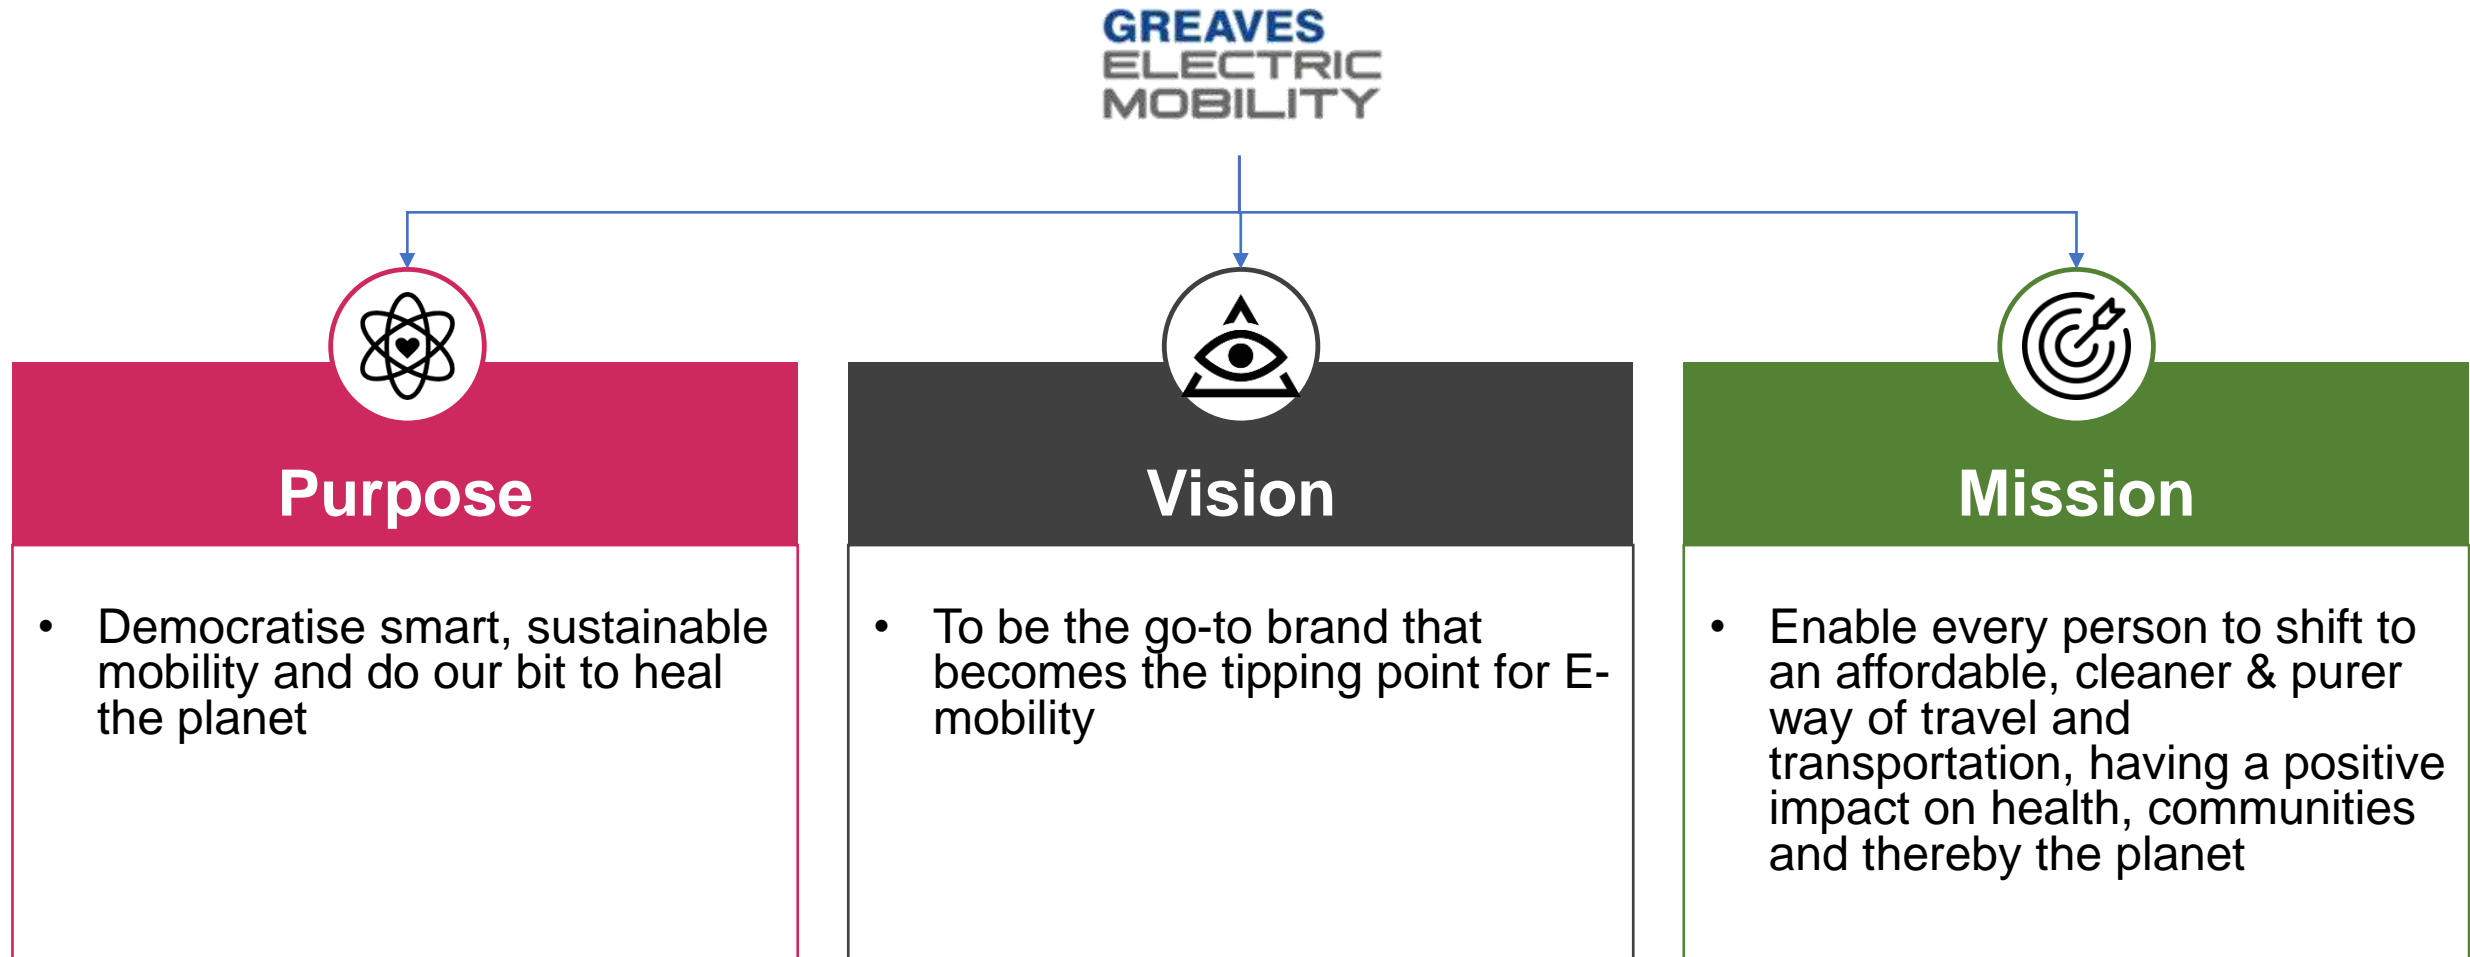 GREAVES
ELECTRIC
MOBILITY
Purpose
• Democratise smart, sustainable
mobility and do our bit to heal
the planet
Vision
• To be the go-to brand that
becomes the tipping point for E-
mobility
Mission
• Enable every person to shift to
an affordable, cleaner & purer
way of travel and
transportation, having a positive
impact on health, communities
and thereby the planet